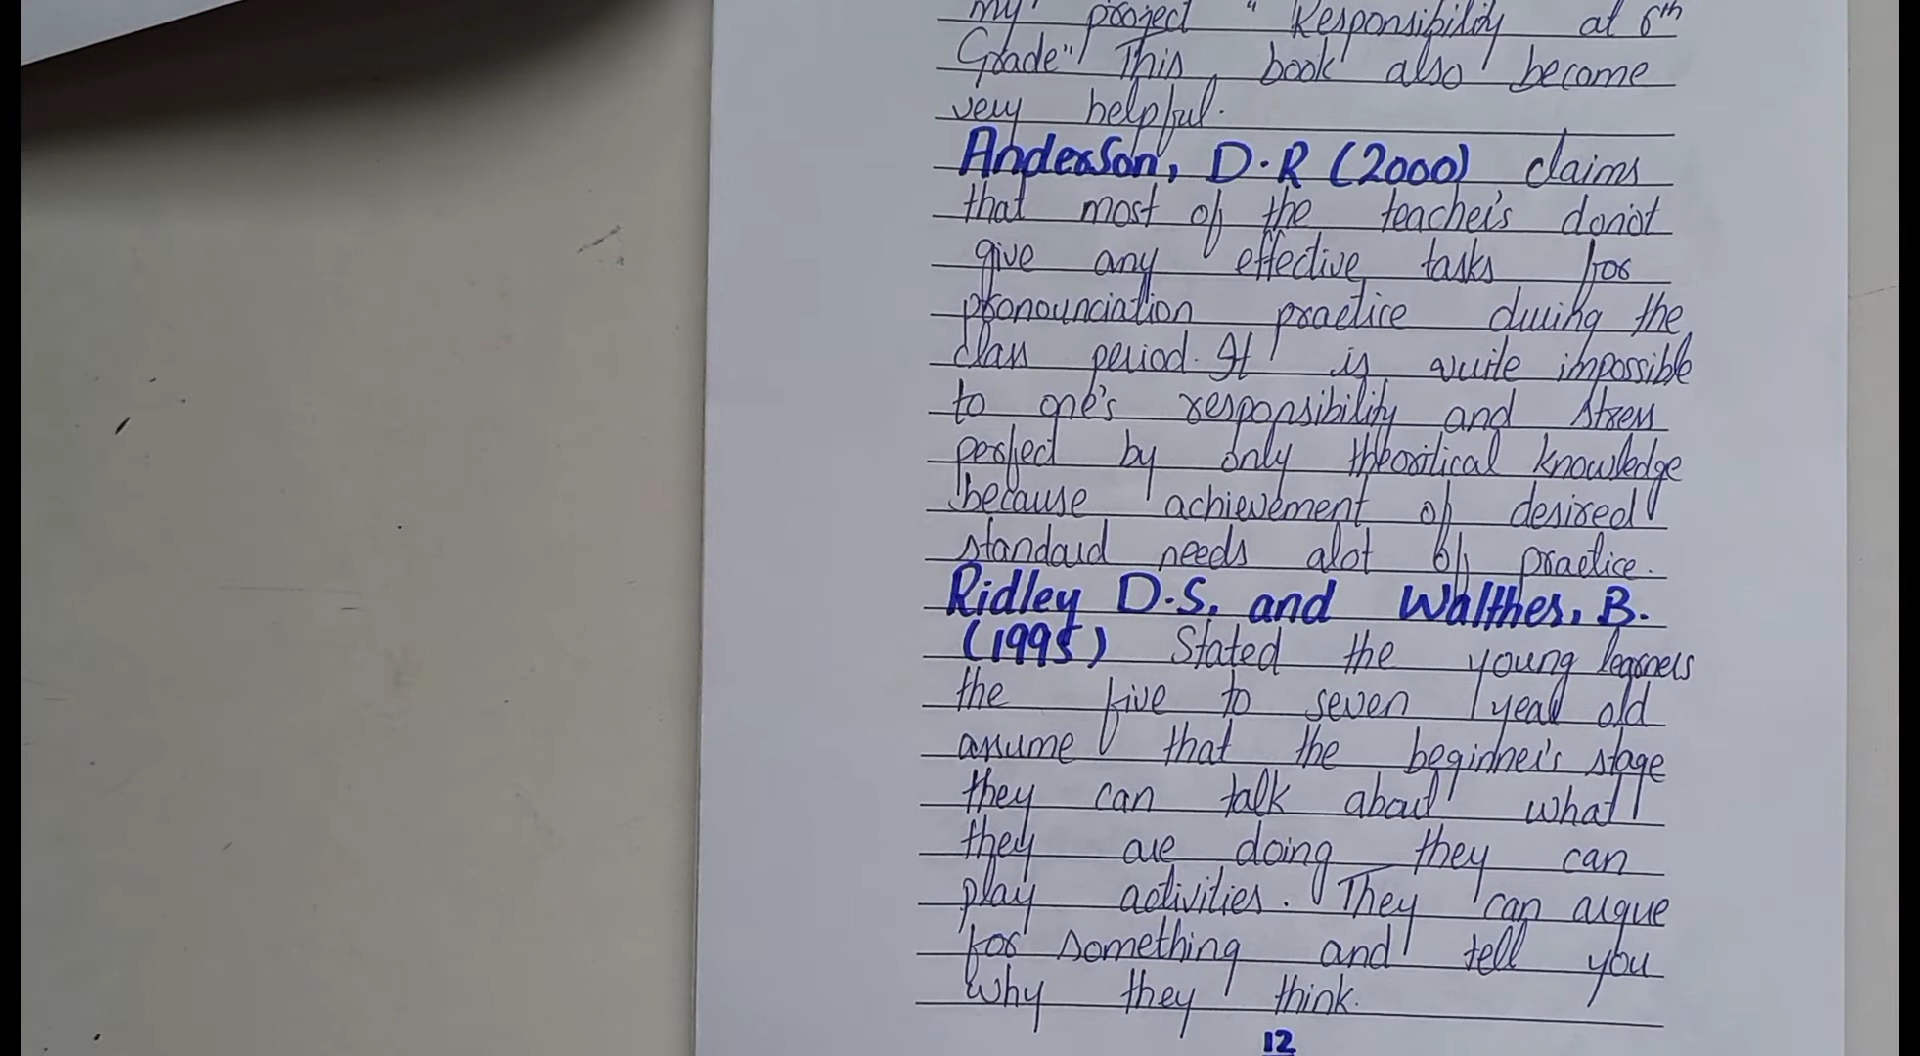 my project "Responsibility at 6th
Grade" This book also become
very helpful.
Anderson, D.R (2000) claims
that most of the teacher's donot
give any effective tasks for
pronounciation practice during the
class period. It is quite impossible
to one's responsibility and stress
perfect by only theoritical knowledge
because achievement of desired
standard needs alot of practice.
Ridley D.S. and Walther, B.
(1995) Stated the young learners
the five to seven year old
assume that the beginner's stage
they can talk about what
they are doing they can
play activities. They can argue
for something and tell you
why they think.
12